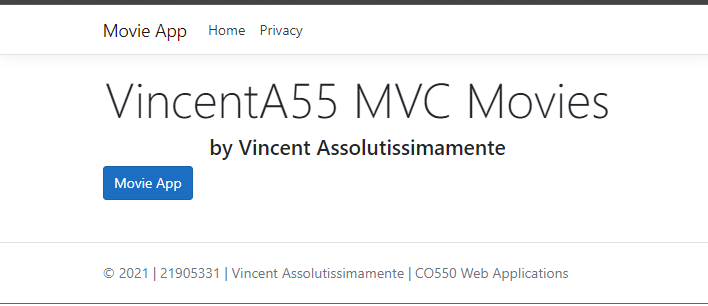 Movie App Home Privacy
VincentA55 MVC Movies
by Vincent Assolutissimamente
Movie App
© 2021 | 21905331 | Vincent Assolutissimamente | CO550 Web Applications